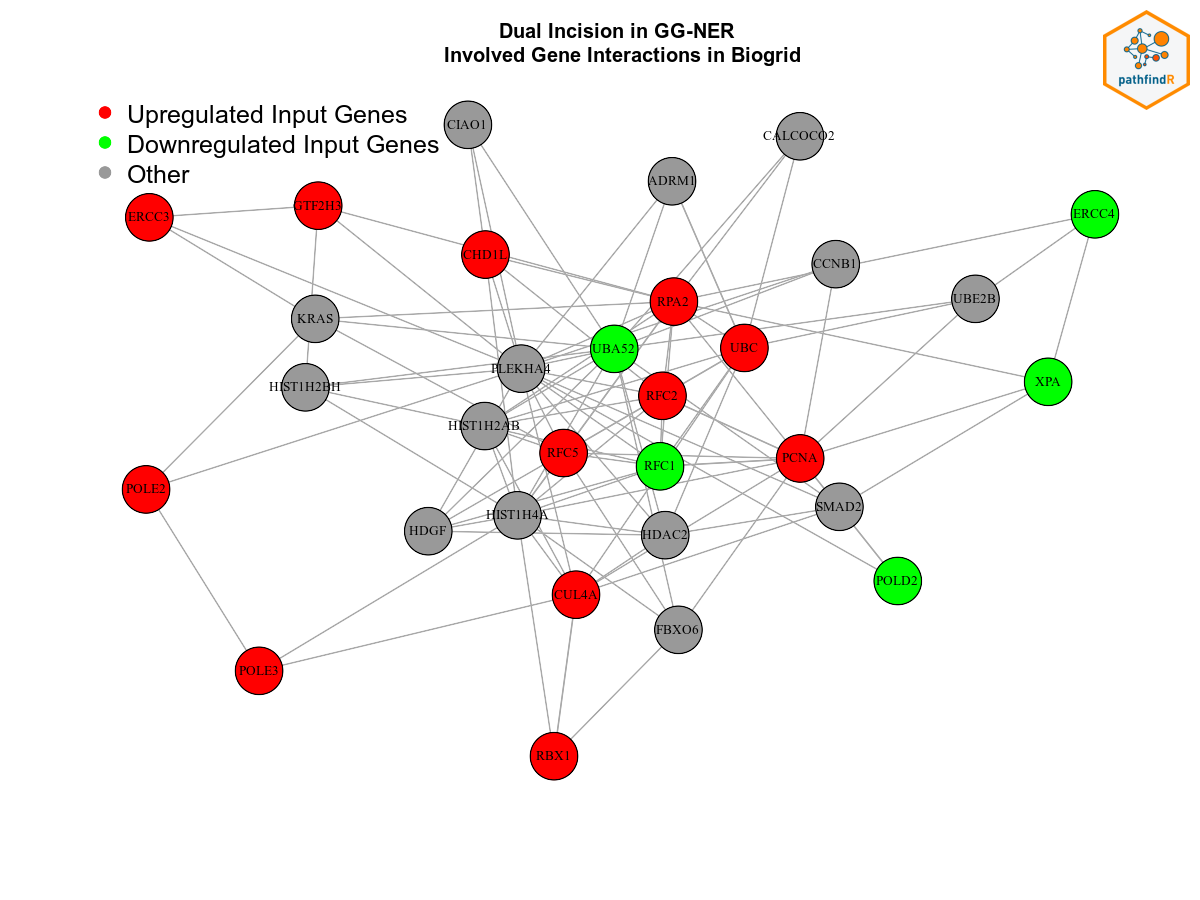 Dual Incision in GG-NER
Involved Gene Interactions in Biogrid
pathfindR
Upregulated Input Genes
Downregulated Input Genes
Other
CIAO1
CALCOCO2
ADRM1
ERCC3
GTF2H3
ERCC4
CHD1L
CCNB1
UBE2B
RPA2
KRAS
UBA52
UBC
PLEKHA4
XPA
HIST1H2BH
RFC2
HIST1H2AB
RFC5
RFC1
PCNA
POLE2
SMAD2
HIST1H4A
HDGF
HDAC2
POLD2
CUL4A
FBXO6
POLE3
RBX1